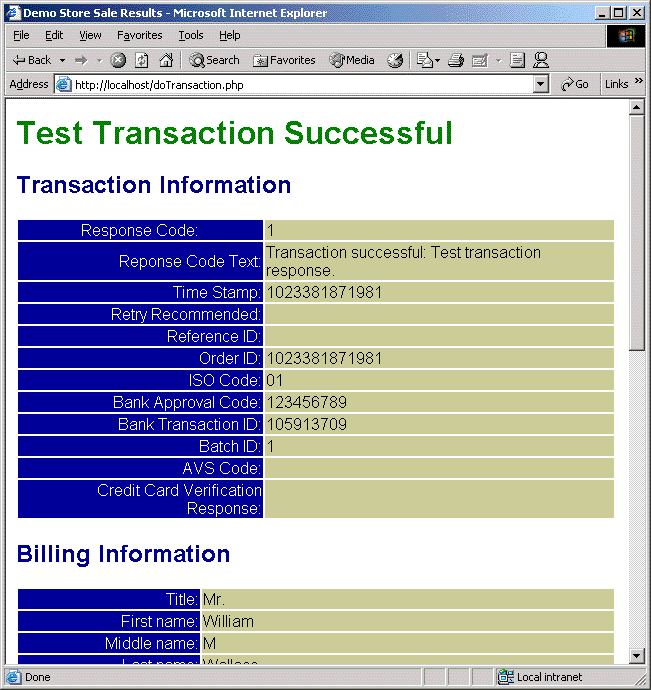 Demo Store Sale Results - Microsoft Internet Explorer
File Edit View Favorites Tools Help
Back Search Favorites Media
Address http://localhost/doTransaction.php Go Links »
Test Transaction Successful
Transaction Information
Response Code: 1
Reponse Code Text: Transaction successful: Test transaction
response.
Time Stamp: 1023381871981
Retry Recommended:
Reference ID:
Order ID: 1023381871981
ISO Code: 01
Bank Approval Code: 123456789
Bank Transaction ID: 105913709
Batch ID: 1
AVS Code:
Credit Card Verification
Response:
Billing Information
Title: Mr.
First name: William
Middle name: M
Last name: Wallace
Done Local intranet